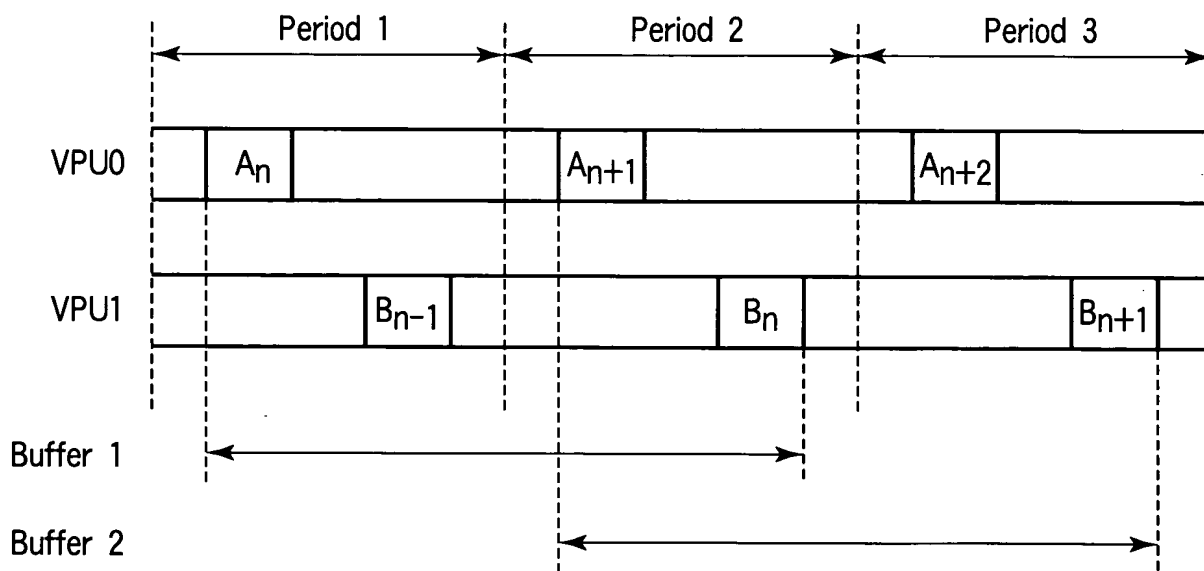 Period 1 Period 2 Period 3
VPU0 An An+1 An+2
VPU1 Bn-1 Bn Bn+1
Buffer 1
Buffer 2